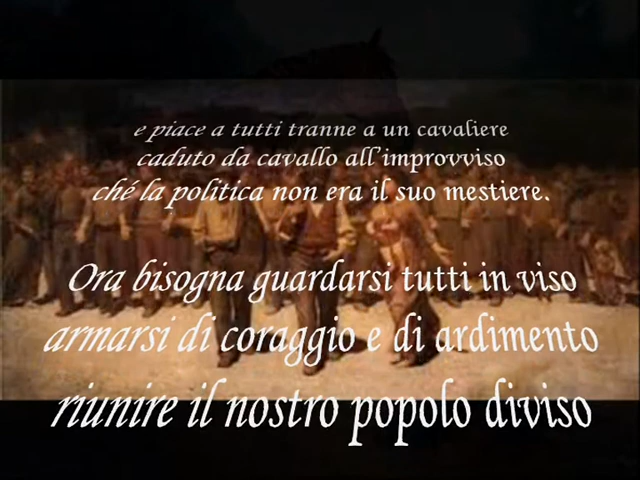 e piace a tutti tranne a un cavaliere
caduto da cavallo all'improvviso
ché la politica non era il suo mestiere.
Ora bisogna guardarsi tutti in viso
armarsi di coraggio e di ardimento
riunire il nostro popolo diviso